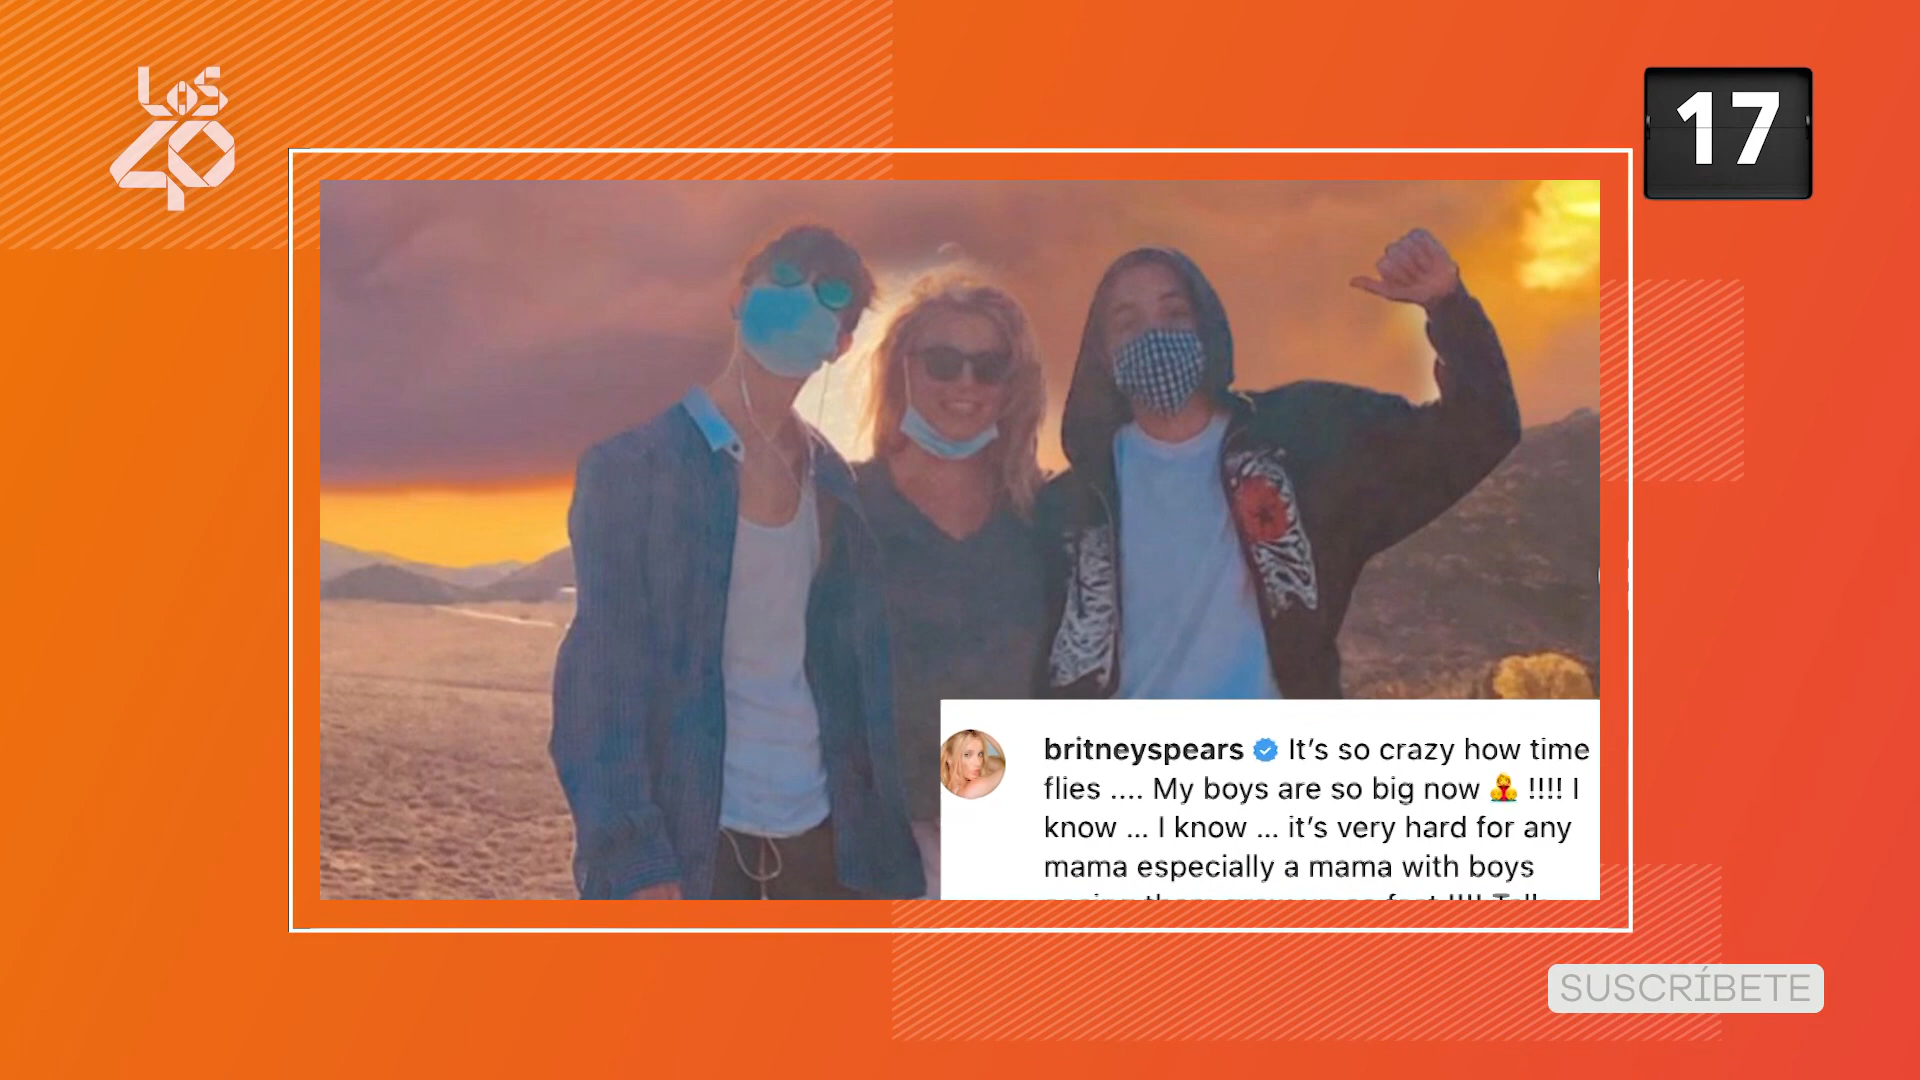 LOS
40
17
britneyspears It's so crazy how time
flies .... My boys are so big now !!!! I
know ... I know ... it's very hard for any
mama especially a mama with boys
SUSCRÍBETE